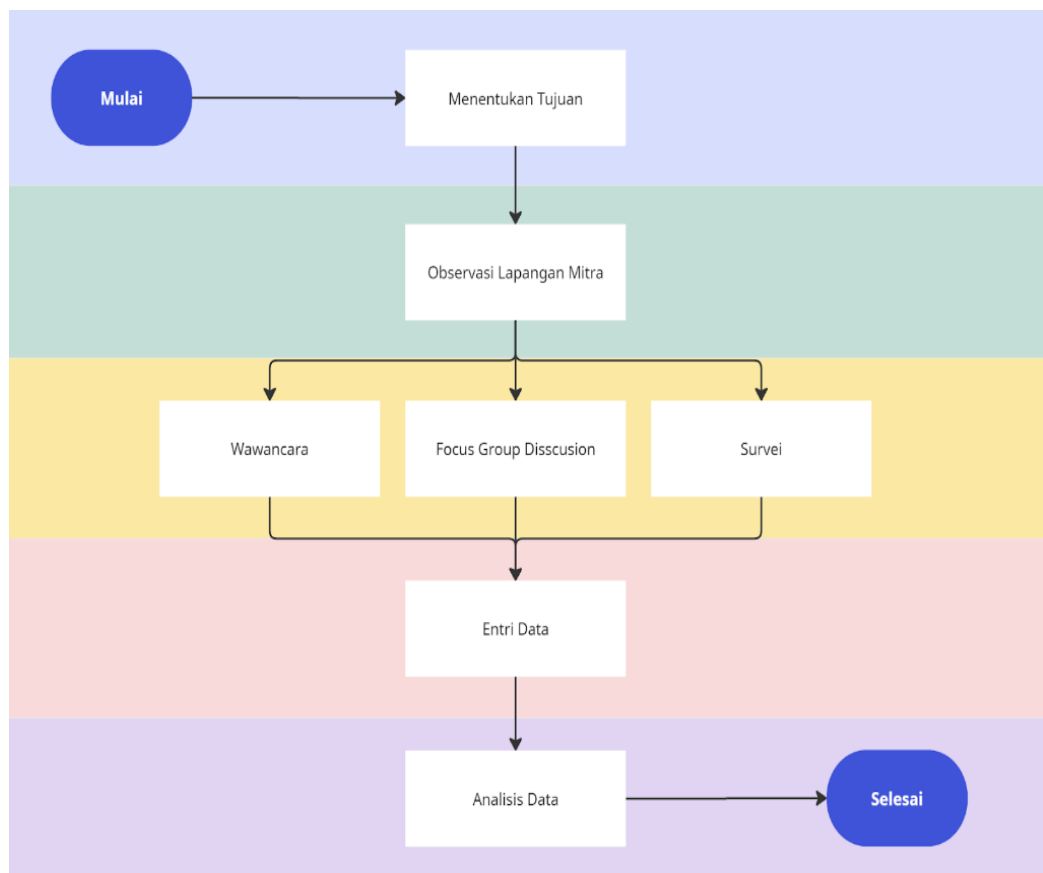 Mulai
Menentukan Tujuan
Observasi Lapangan Mitra
Wawancara
Focus Group Disscusion
Survei
Entri Data
Analisis Data
Selesai